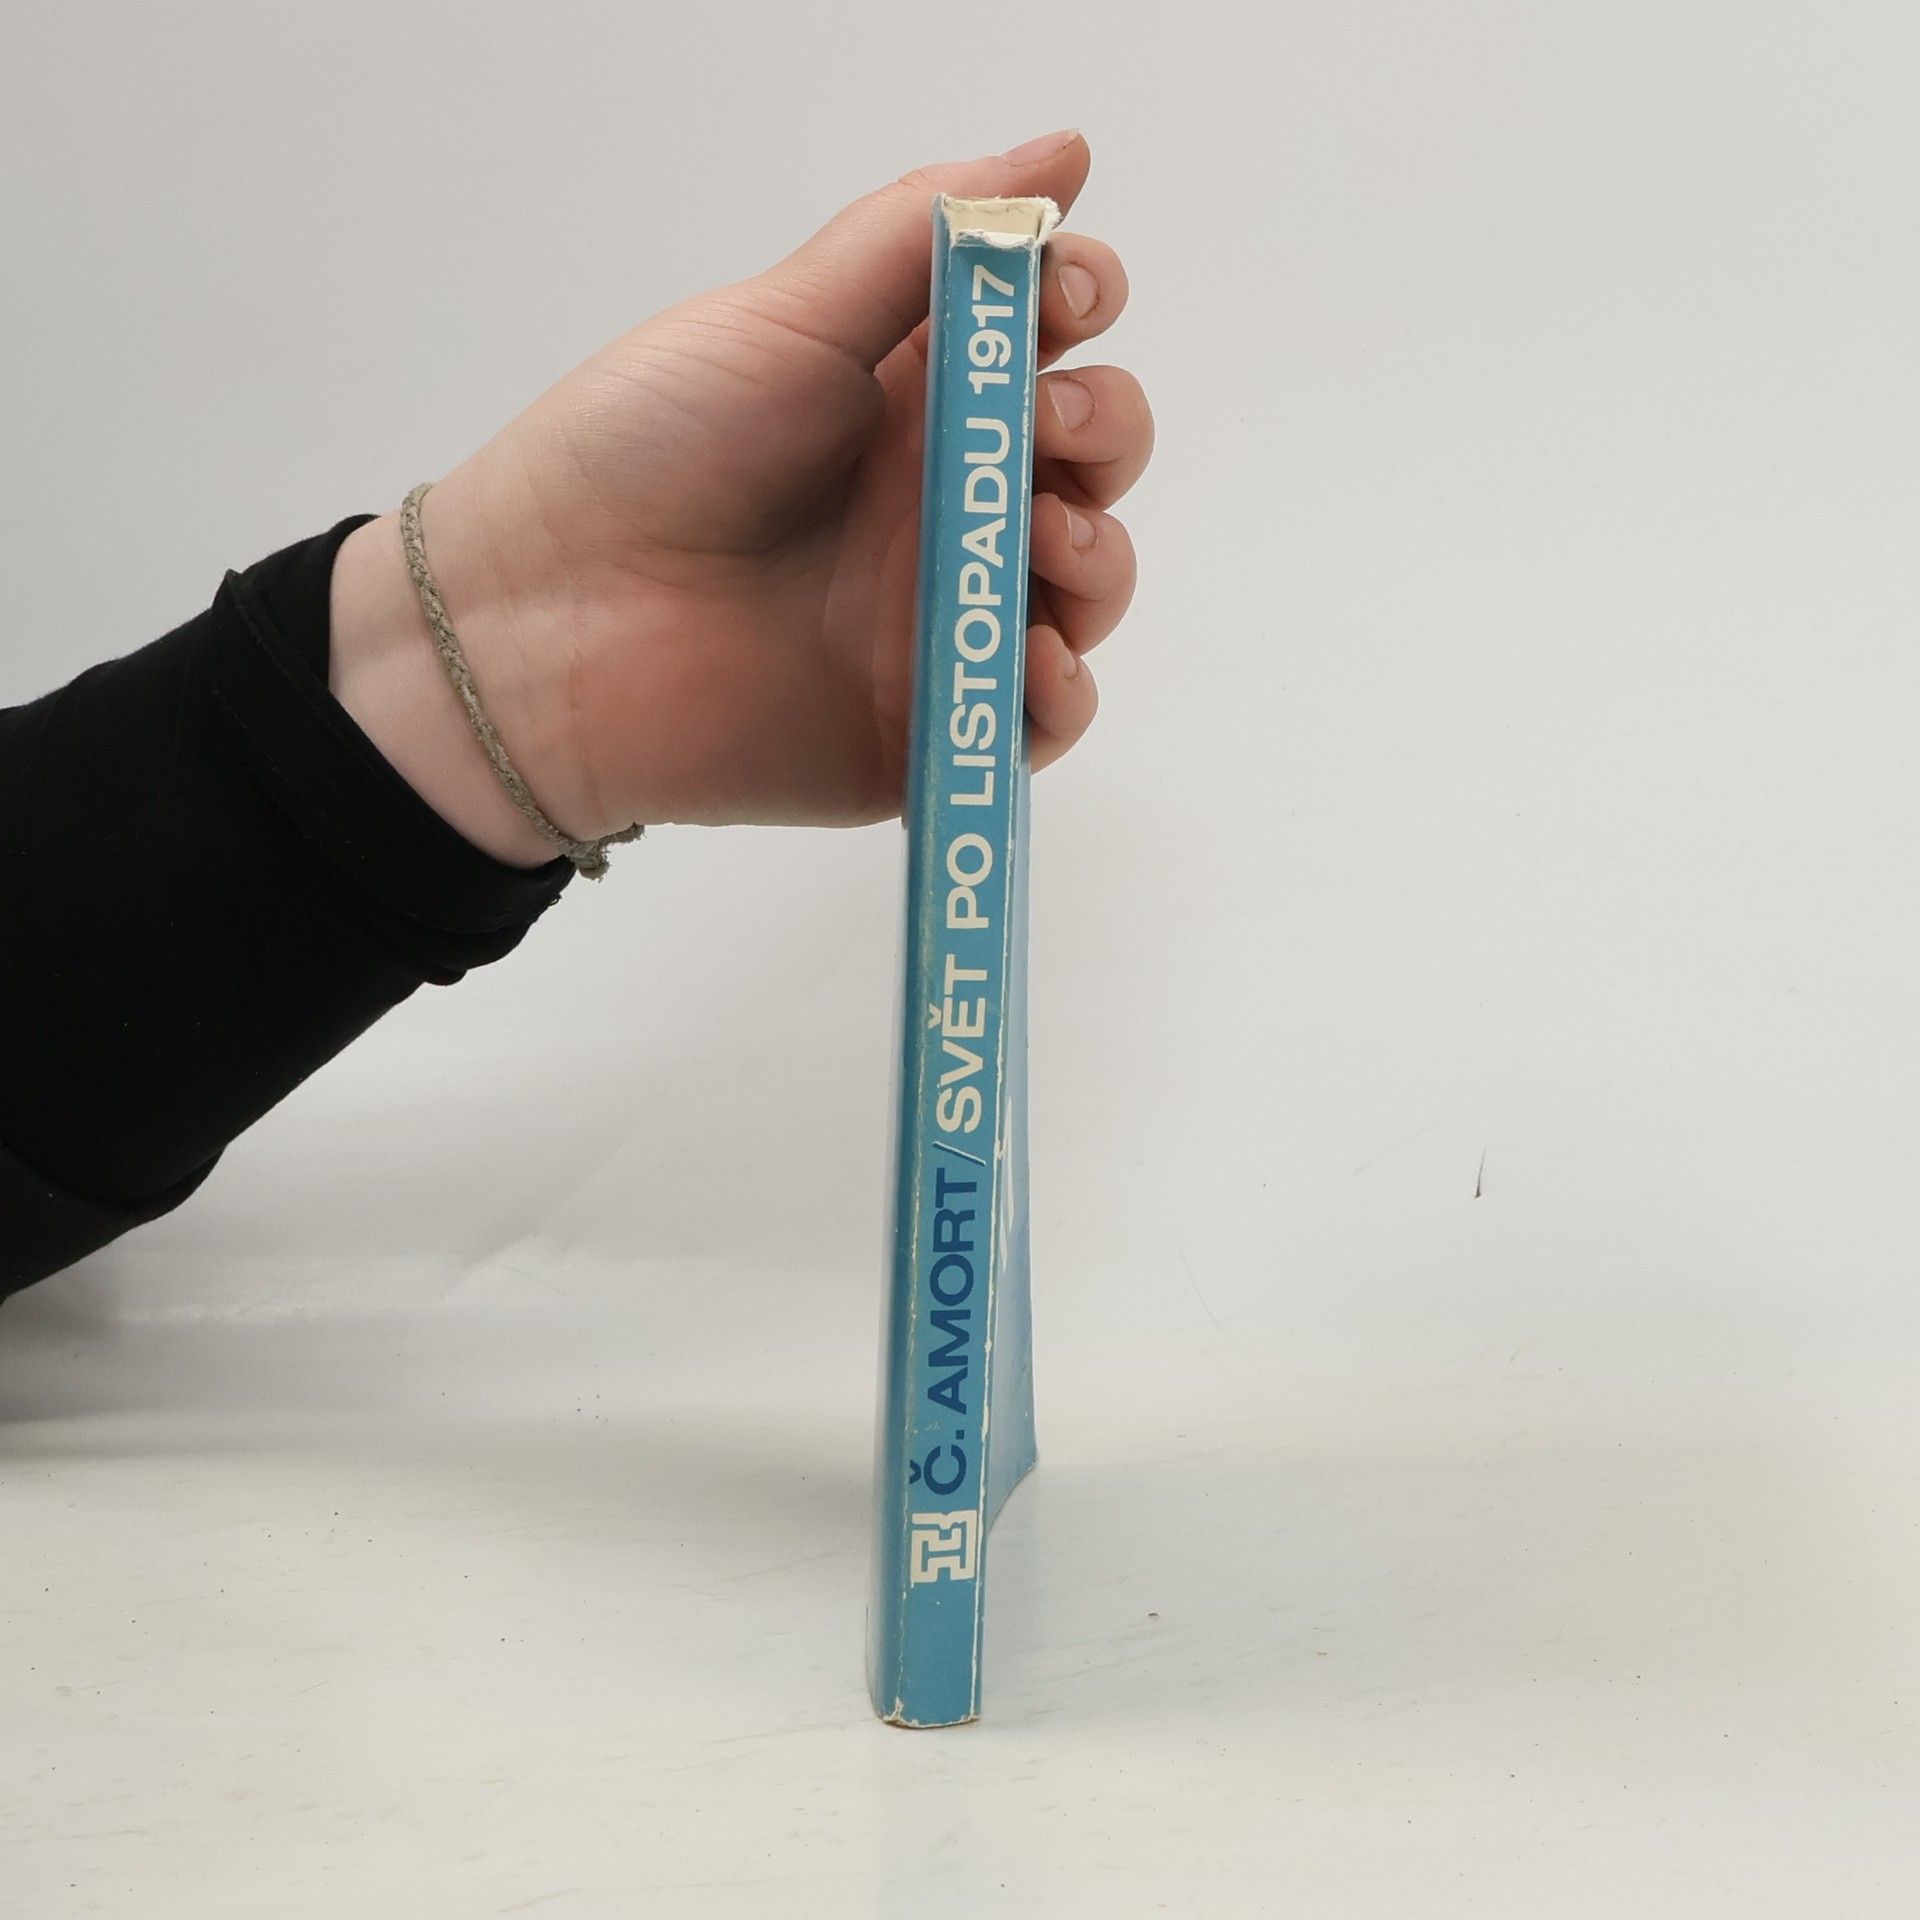 Č. AMORT/SVĚT PO LISTOPADU 1917